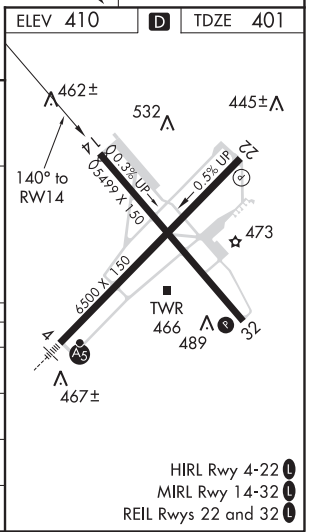 ELEV 410
D
TDZE 401
462±
532
445±
140° to
RW14
14
0.3% UP
5499 X 150
0.5% UP
22
P
473
6500 X 150
TWR
466
489
P
32
4
A5
467±
HIRL Rwy 4-22 L
MIRL Rwy 14-32 L
REIL Rwys 22 and 32 L